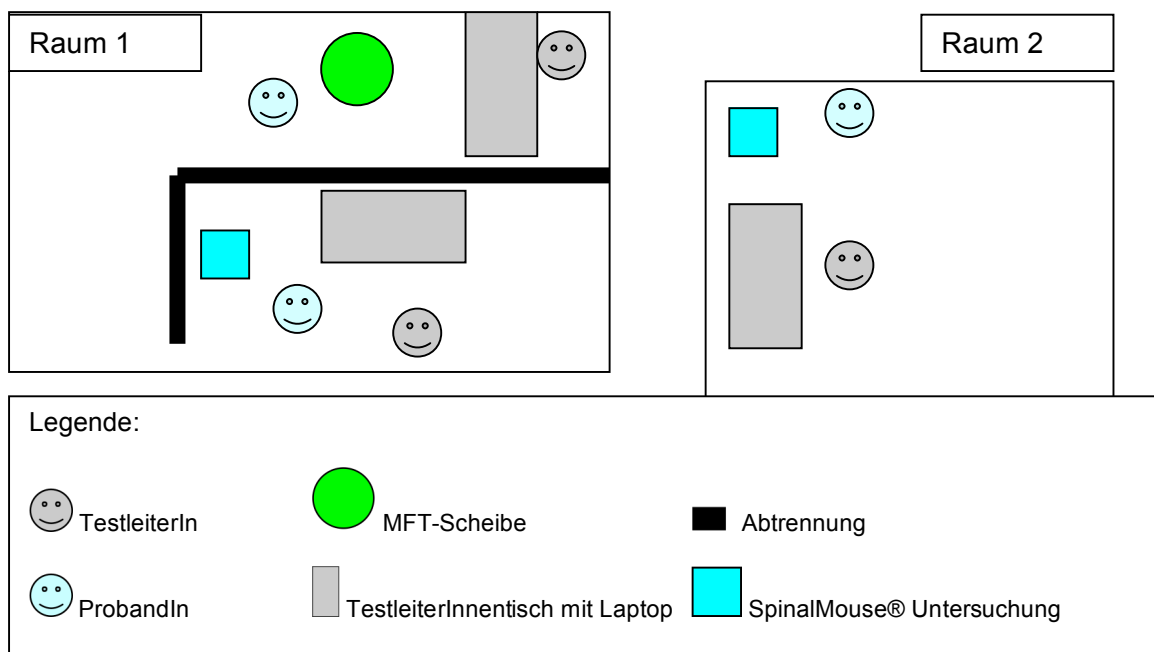 Raum 1
Raum 2
Legende:
TestleiterIn
MFT-Scheibe
Abtrennung
ProbandIn
TestleiterInnentisch mit Laptop
SpinalMouse® Untersuchung